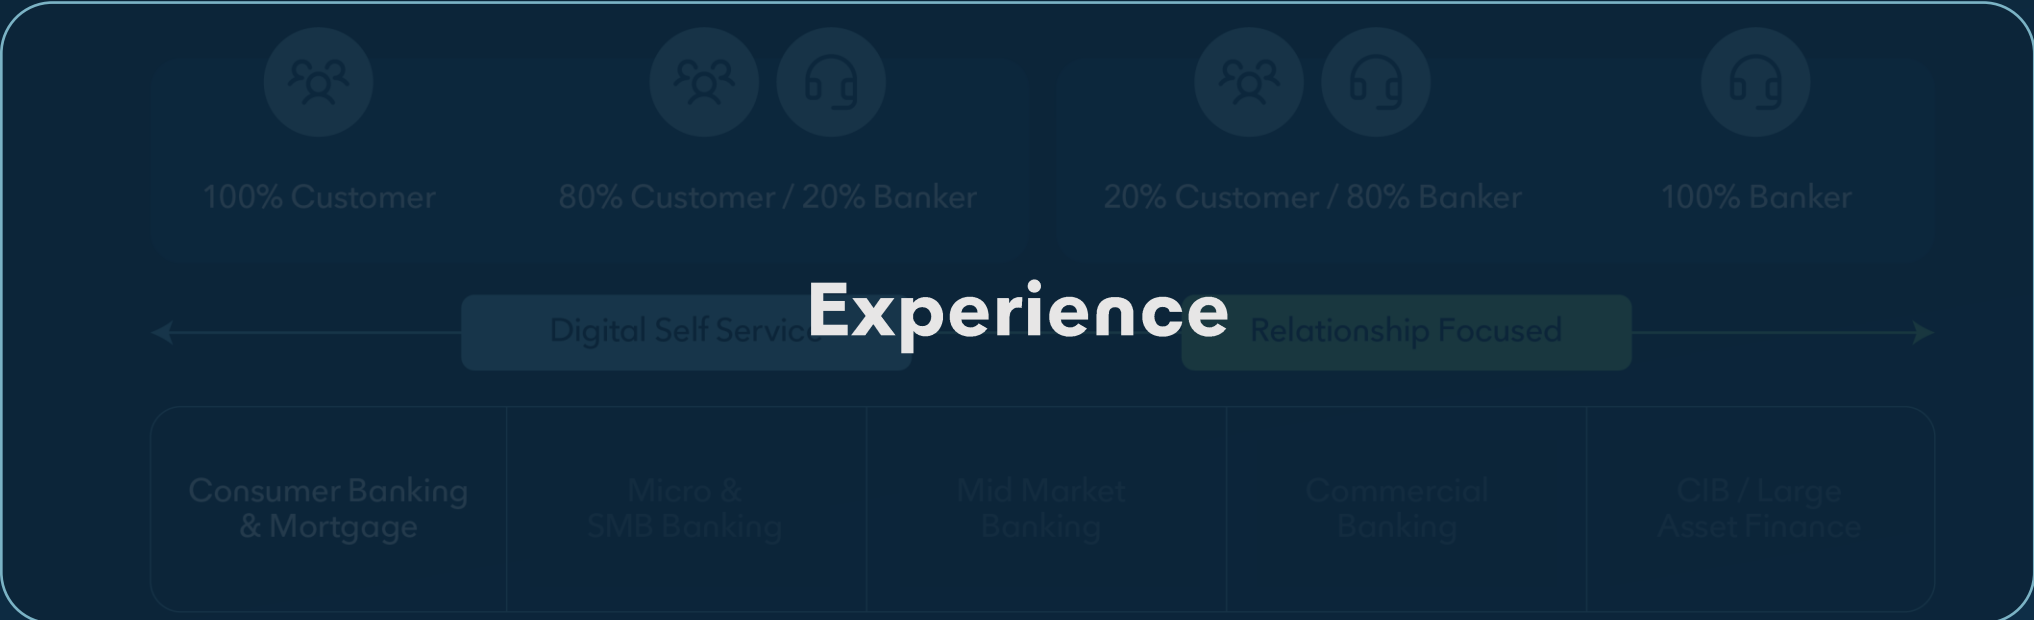 100% Customer
80% Customer / 20% Banker
20% Customer / 80% Banker
100% Banker
Experience
Digital Self Service
Relationship Focused
Consumer Banking
& Mortgage
Micro &
SMB Banking
Mid Market
Banking
Commercial
Banking
CIB / Large
Asset Finance